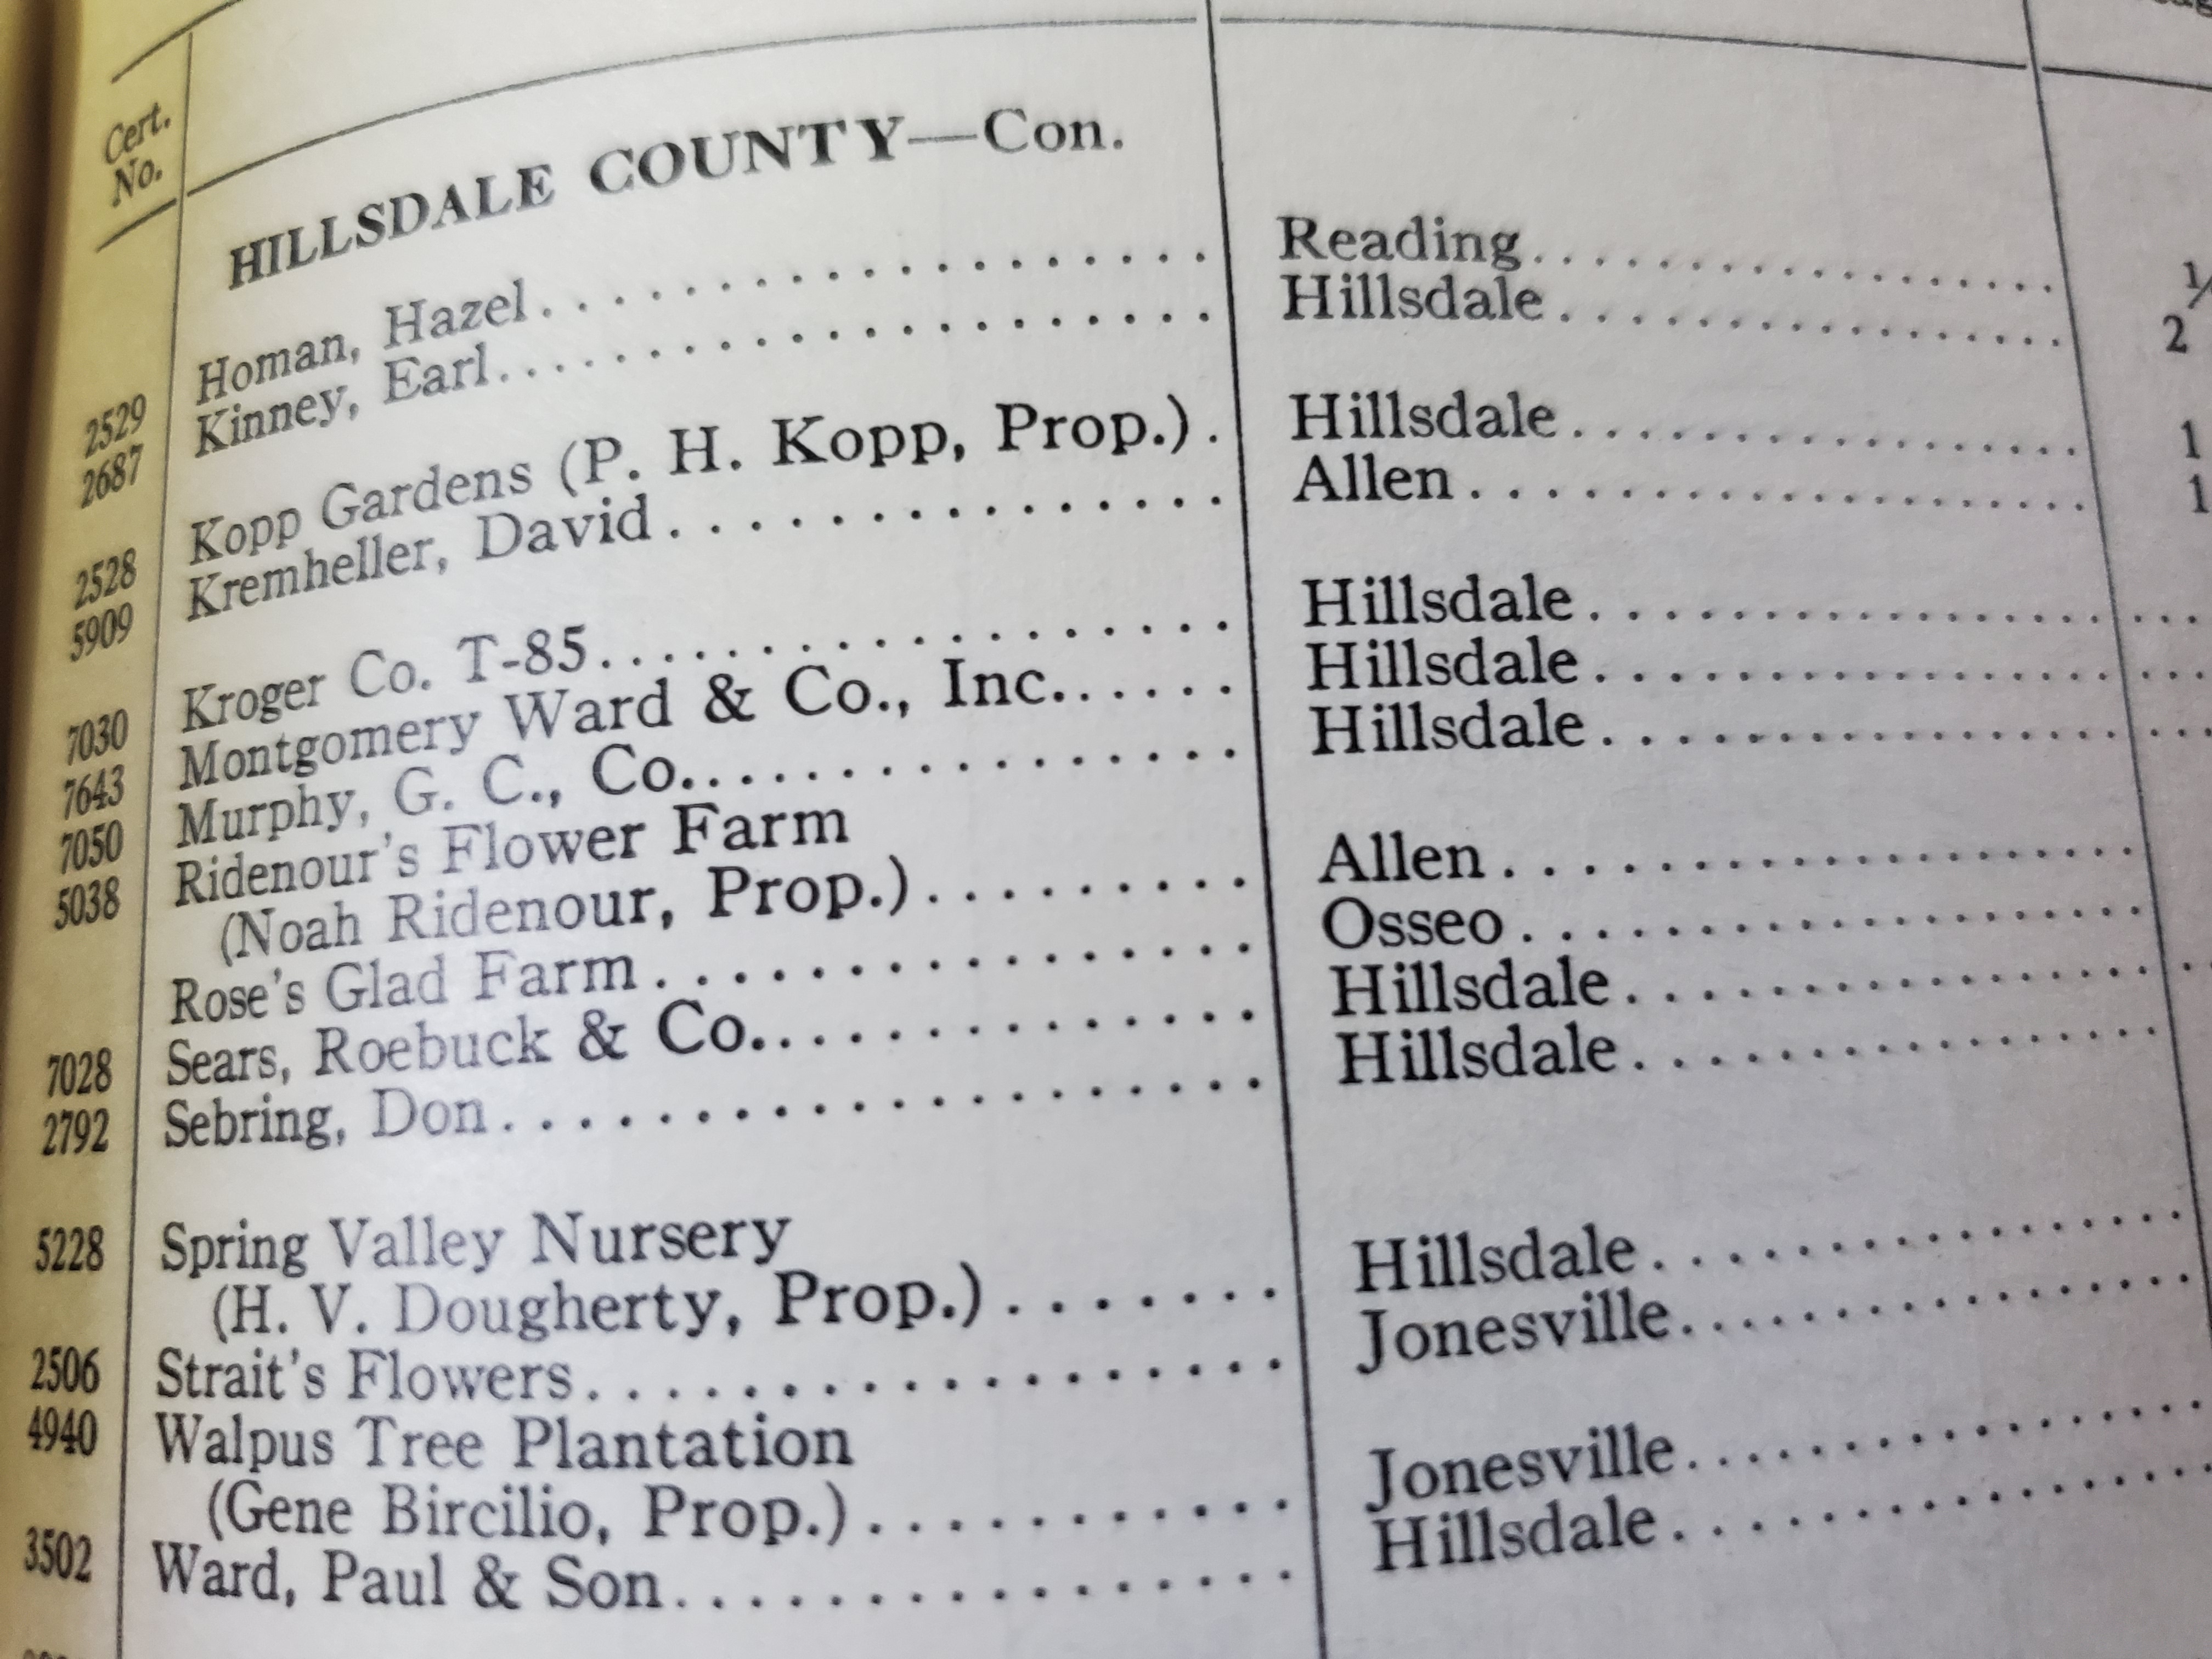 Cert. No.
HILLSDALE COUNTY—Con.
2529 Homan, Hazel.................. Reading...................
2687 Kinney, Earl.................. Hillsdale................... 2
2528 Kopp Gardens (P. H. Kopp, Prop.). Hillsdale................... 1
5909 Kremheller, David............... Allen................... 1
7030 Kroger Co. T-85.................. Hillsdale...................
7643 Montgomery Ward & Co., Inc...... Hillsdale...................
7050 Murphy, G. C., Co............... Hillsdale...................
5038 Ridenour's Flower Farm
(Noah Ridenour, Prop.).......... Allen...................
Rose's Glad Farm................ Osseo...................
7028 Sears, Roebuck & Co.............. Hillsdale...................
2792 Sebring, Don.................... Hillsdale...................
5228 Spring Valley Nursery
(H. V. Dougherty, Prop.)....... Hillsdale...................
2506 Strait's Flowers.................. Jonesville...................
4940 Walpus Tree Plantation
(Gene Bircilio, Prop.)........... Jonesville...................
3502 Ward, Paul & Son................ Hillsdale...................